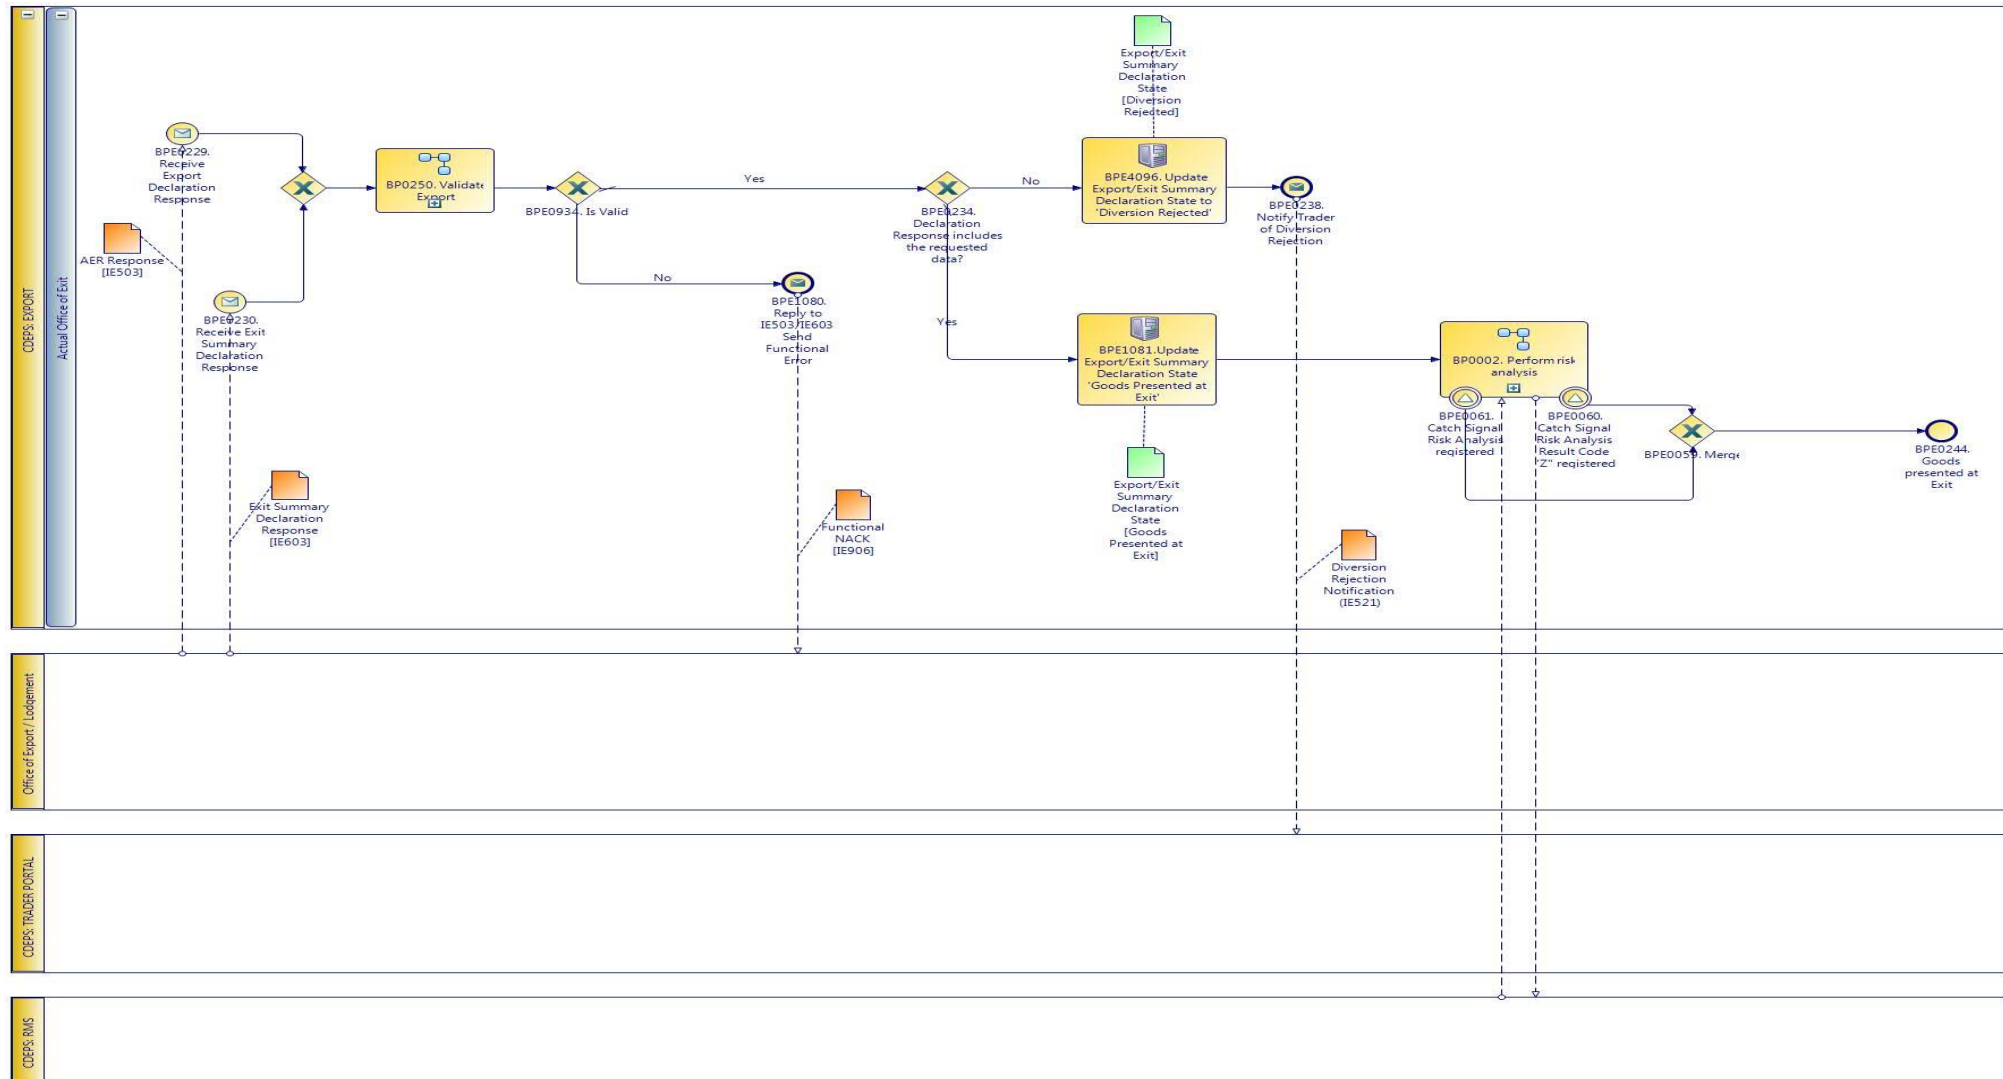 CDEPS: EXPORT
Actual Office of Exit
BPE0229.
Receive
Export
Declaration
Response
AER Response
[IE503]
BPE0230.
Receive Exit
Summary
Declaration
Response
Exit Summary
Declaration
Response
[IE603]
BP0250. Validate
Export
BPE0934. Is Valid
Yes
No
BPE1080.
Reply to
IE503/IE603
Send
Functional
Error
Functional
NACK
[IE906]
BPE0234.
Declaration
Response includes
the requested
data?
No
Yes
Export/Exit
Summary
Declaration
State
[Diversion
Rejected]
BPE4096. Update
Export/Exit Summary
Declaration State to
'Diversion Rejected'
BPE0238.
Notify Trader
of Diversion
Rejection
BPE1081.Update
Export/Exit Summary
Declaration State
'Goods Presented at
Exit'
Export/Exit
Summary
Declaration
State
[Goods
Presented at
Exit]
Diversion
Rejection
Notification
(IE521)
BP0002. Perform risk
analysis
BPE0061.
Catch Signal
Risk Analysis
registered
BPE0060.
Catch Signal
Risk Analysis
Result Code
"Z" registered
BPE0059. Merge
BPE0244.
Goods
presented at
Exit
Office of Export / Lodgement
CDEPS: TRADER PORTAL
CDEPS: RMS